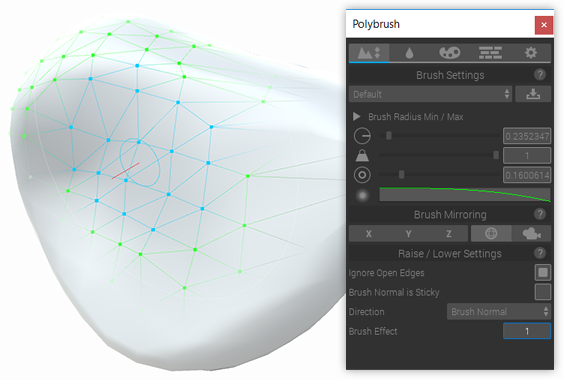 Polybrush
Brush Settings ?
Default
Brush Radius Min / Max
0.2352347
1
0.1600614
Brush Mirroring ?
X Y Z
Raise / Lower Settings ?
Ignore Open Edges
Brush Normal is Sticky
Direction Brush Normal
Brush Effect 1